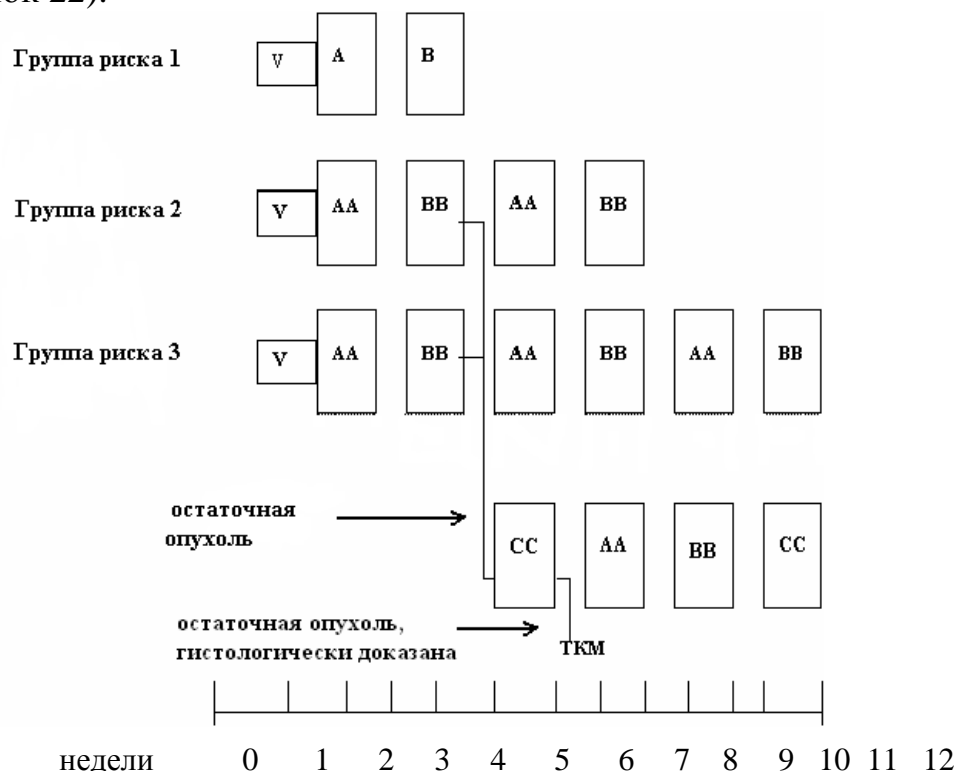 ок 22).
Группа риска 1 V A B
Группа риска 2 V AA BB AA BB
Группа риска 3 V AA BB AA BB AA BB
остаточная
опухоль
CC AA BB CC
остаточная опухоль,
гистологически доказана
ТКМ
недели 0 1 2 3 4 5 6 7 8 9 10 11 12